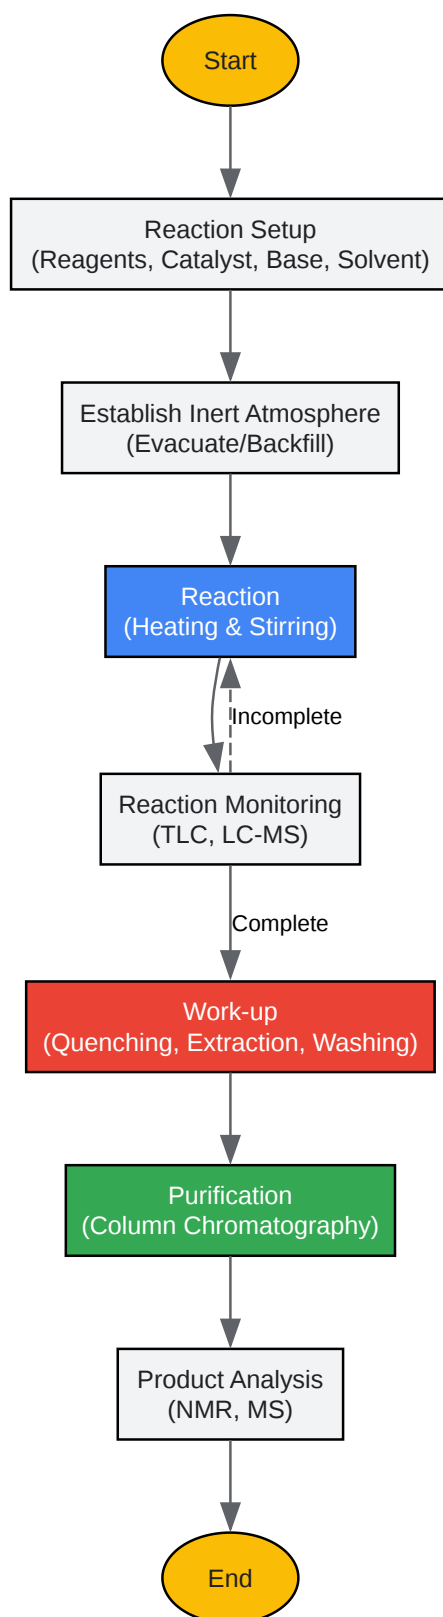 Start
Reaction Setup
(Reagents, Catalyst, Base, Solvent)
Establish Inert Atmosphere
(Evacuate/Backfill)
Reaction
(Heating & Stirring)
Incomplete
Reaction Monitoring
(TLC, LC-MS)
Complete
Work-up
(Quenching, Extraction, Washing)
Purification
(Column Chromatography)
Product Analysis
(NMR, MS)
End